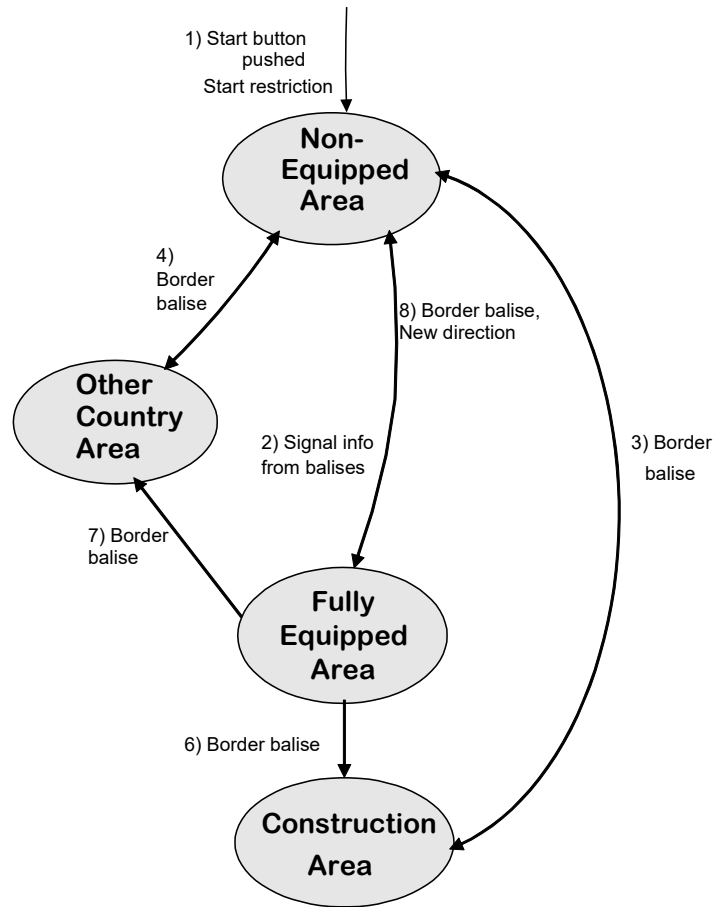 1) Start button
pushed
Start restriction
Non-
Equipped
Area
4)
Border
balise
8) Border balise,
New direction
Other
Country
Area
2) Signal info
from balises
3) Border
balise
7) Border
balise
Fully
Equipped
Area
6) Border balise
Construction
Area